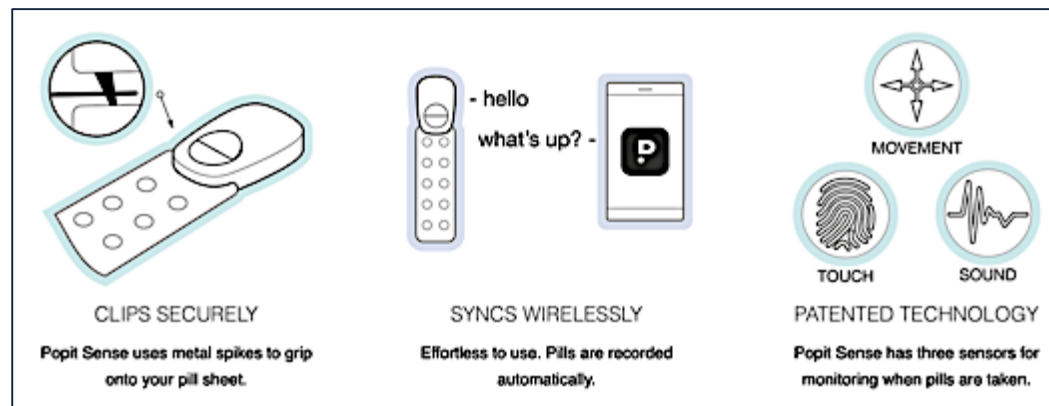 - hello
what's up? -
P
MOVEMENT
TOUCH
SOUND
CLIPS SECURELY
Popit Sense uses metal spikes to grip
onto your pill sheet.
SYNCS WIRELESSLY
Effortless to use. Pills are recorded
automatically.
PATENTED TECHNOLOGY
Popit Sense has three sensors for
monitoring when pills are taken.